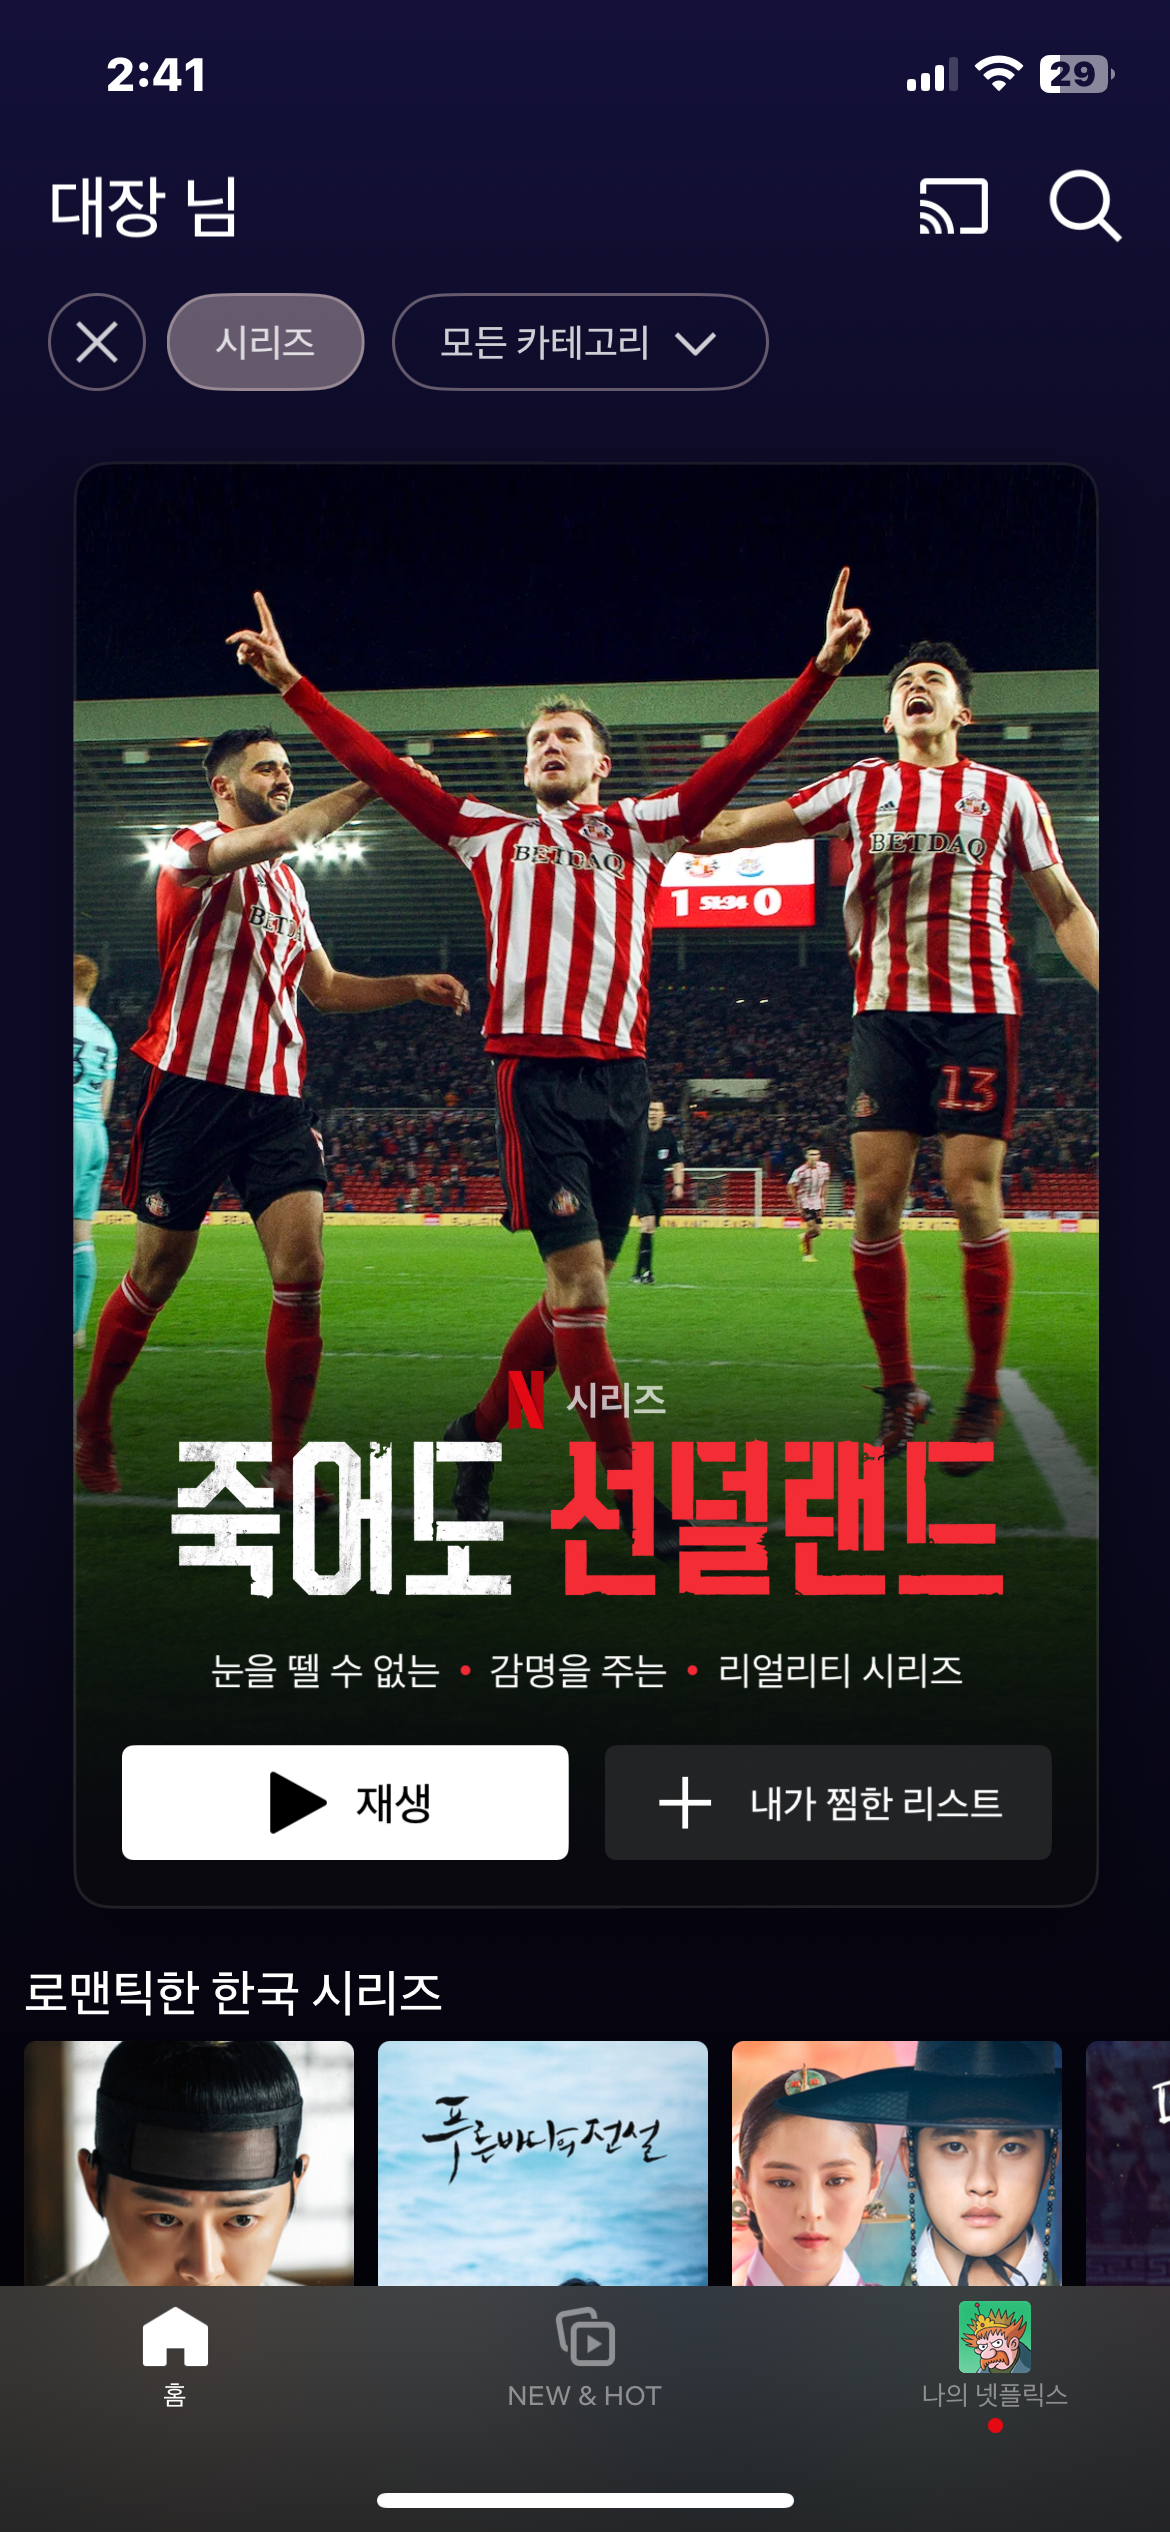 2:41
29
대장 님
시리즈
모든 카테고리
BETDAQ
BETDAQ
BETDA
1 51:34 0
33
13
N 시리즈
죽어도 선덜랜드
눈을 뗄 수 없는 • 감명을 주는 • 리얼리티 시리즈
재생
내가 찜한 리스트
로맨틱한 한국 시리즈
푸른 바다의 전설
홈
NEW & HOT
나의 넷플릭스